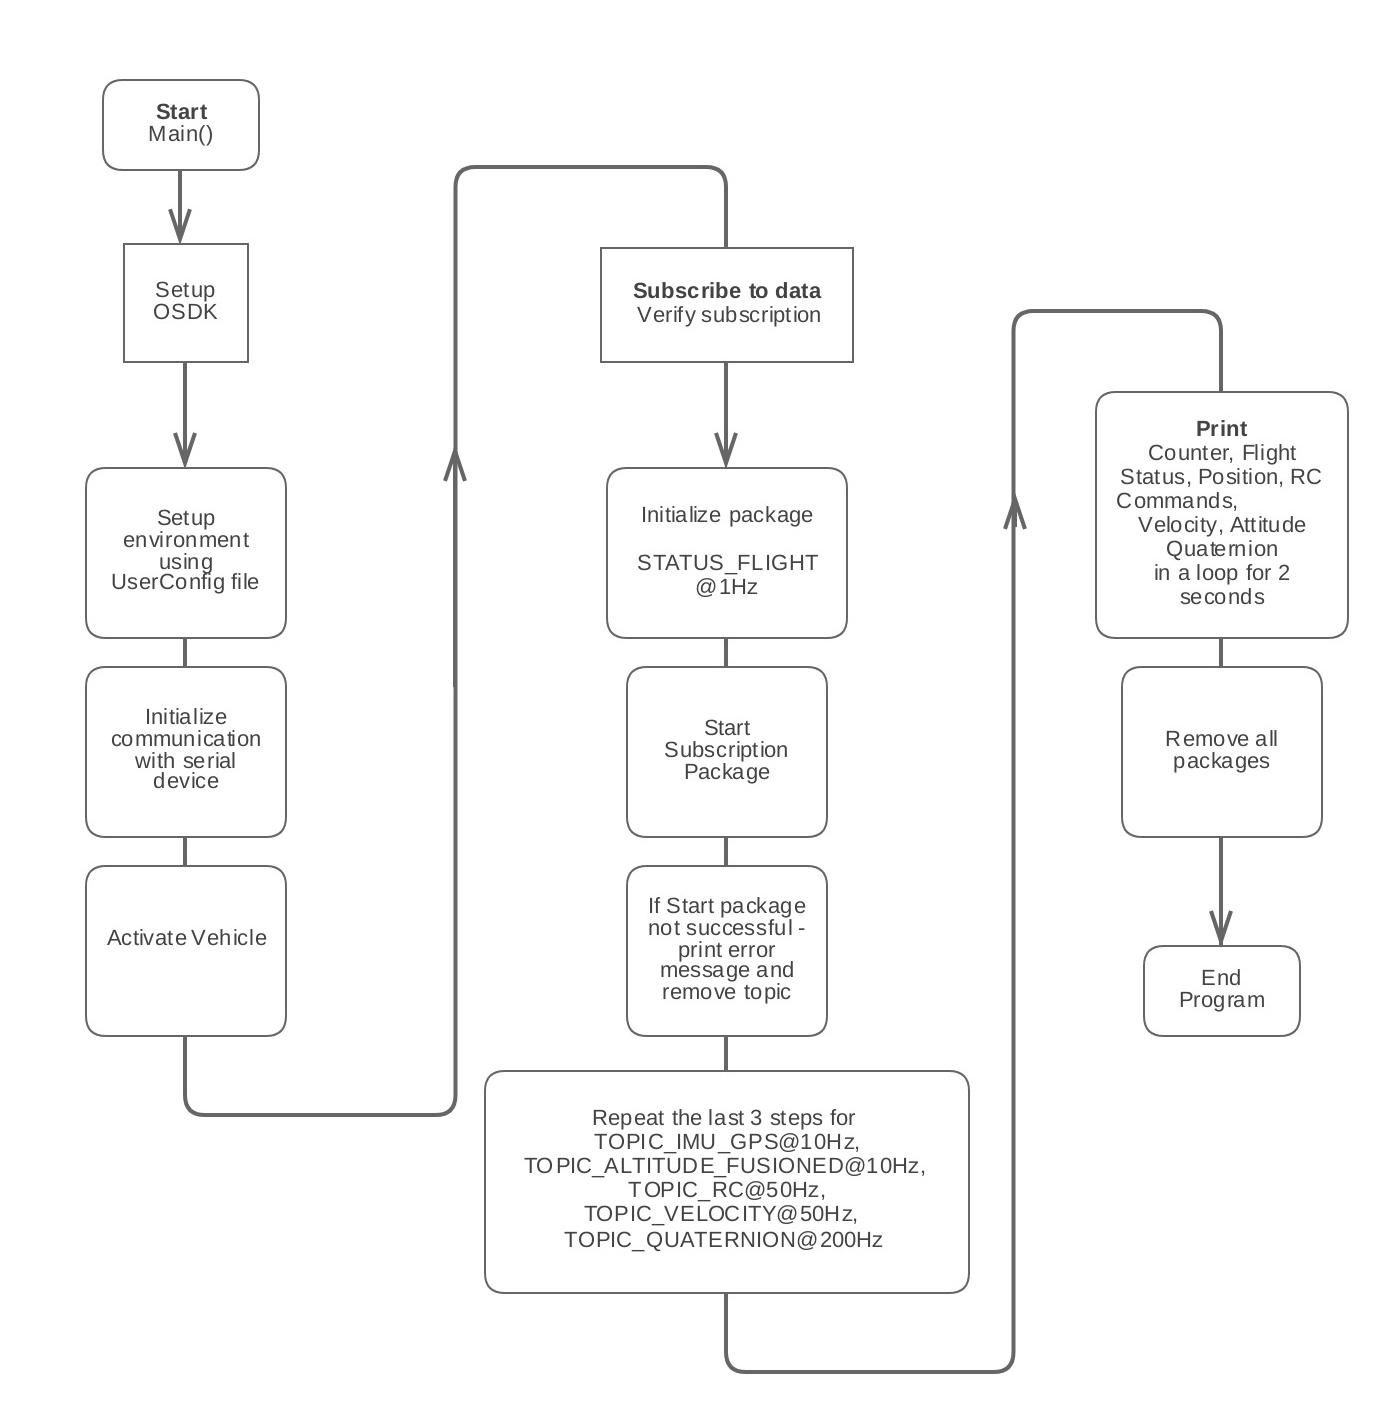 Start
Main()
Setup
OSDK
Setup
environment
using
UserConfig file
Initialize
communication
with serial
device
Activate Vehicle
Subscribe to data
Verify subscription
Initialize package
STATUS_FLIGHT
@1Hz
Start
Subscription
Package
If Start package
not successful -
print error
message and
remove topic
Repeat the last 3 steps for
TOPIC_IMU_GPS@10Hz,
TOPIC_ALTITUDE_FUSIONED@10Hz,
TOPIC_RC@50Hz,
TOPIC_VELOCITY@50Hz,
TOPIC_QUATERNION@200Hz
Print
Counter, Flight
Status, Position, RC
Commands,
Velocity, Attitude
Quaternion
in a loop for 2
seconds
Remove all
packages
End
Program